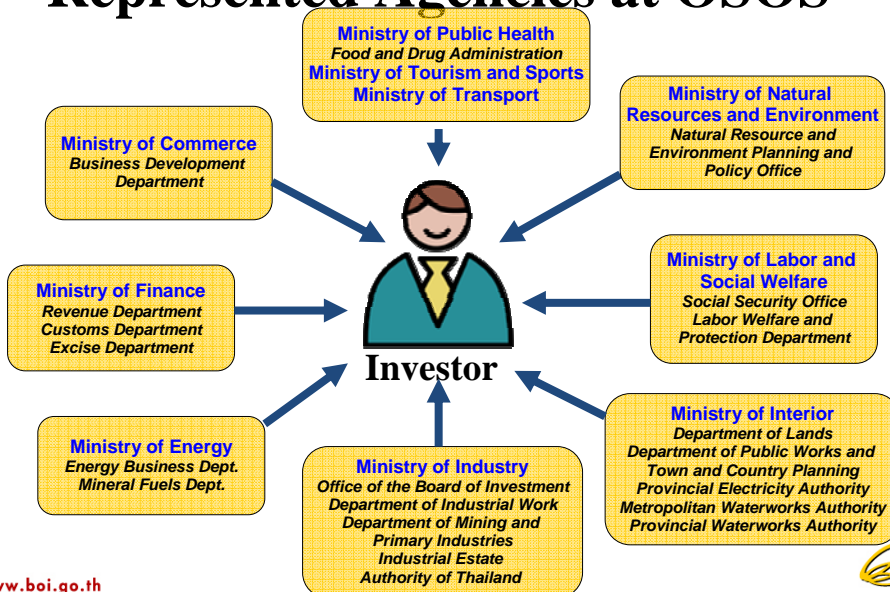 Represented Agencies at OSOS
Ministry of Public Health
Food and Drug Administration
Ministry of Tourism and Sports
Ministry of Transport
Ministry of Natural
Resources and Environment
Natural Resource and
Environment Planning and
Policy Office
Ministry of Commerce
Business Development
Department
Ministry of Labor and
Social Welfare
Social Security Office
Labor Welfare and
Protection Department
Ministry of Finance
Revenue Department
Customs Department
Excise Department
Investor
Ministry of Interior
Department of Lands
Department of Public Works and
Town and Country Planning
Provincial Electricity Authority
Metropolitan Waterworks Authority
Provincial Waterworks Authority
Ministry of Energy
Energy Business Dept.
Mineral Fuels Dept.
Ministry of Industry
Office of the Board of Investment
Department of Industrial Work
Department of Mining and
Primary Industries
Industrial Estate
Authority of Thailand
ww.boi.go.th